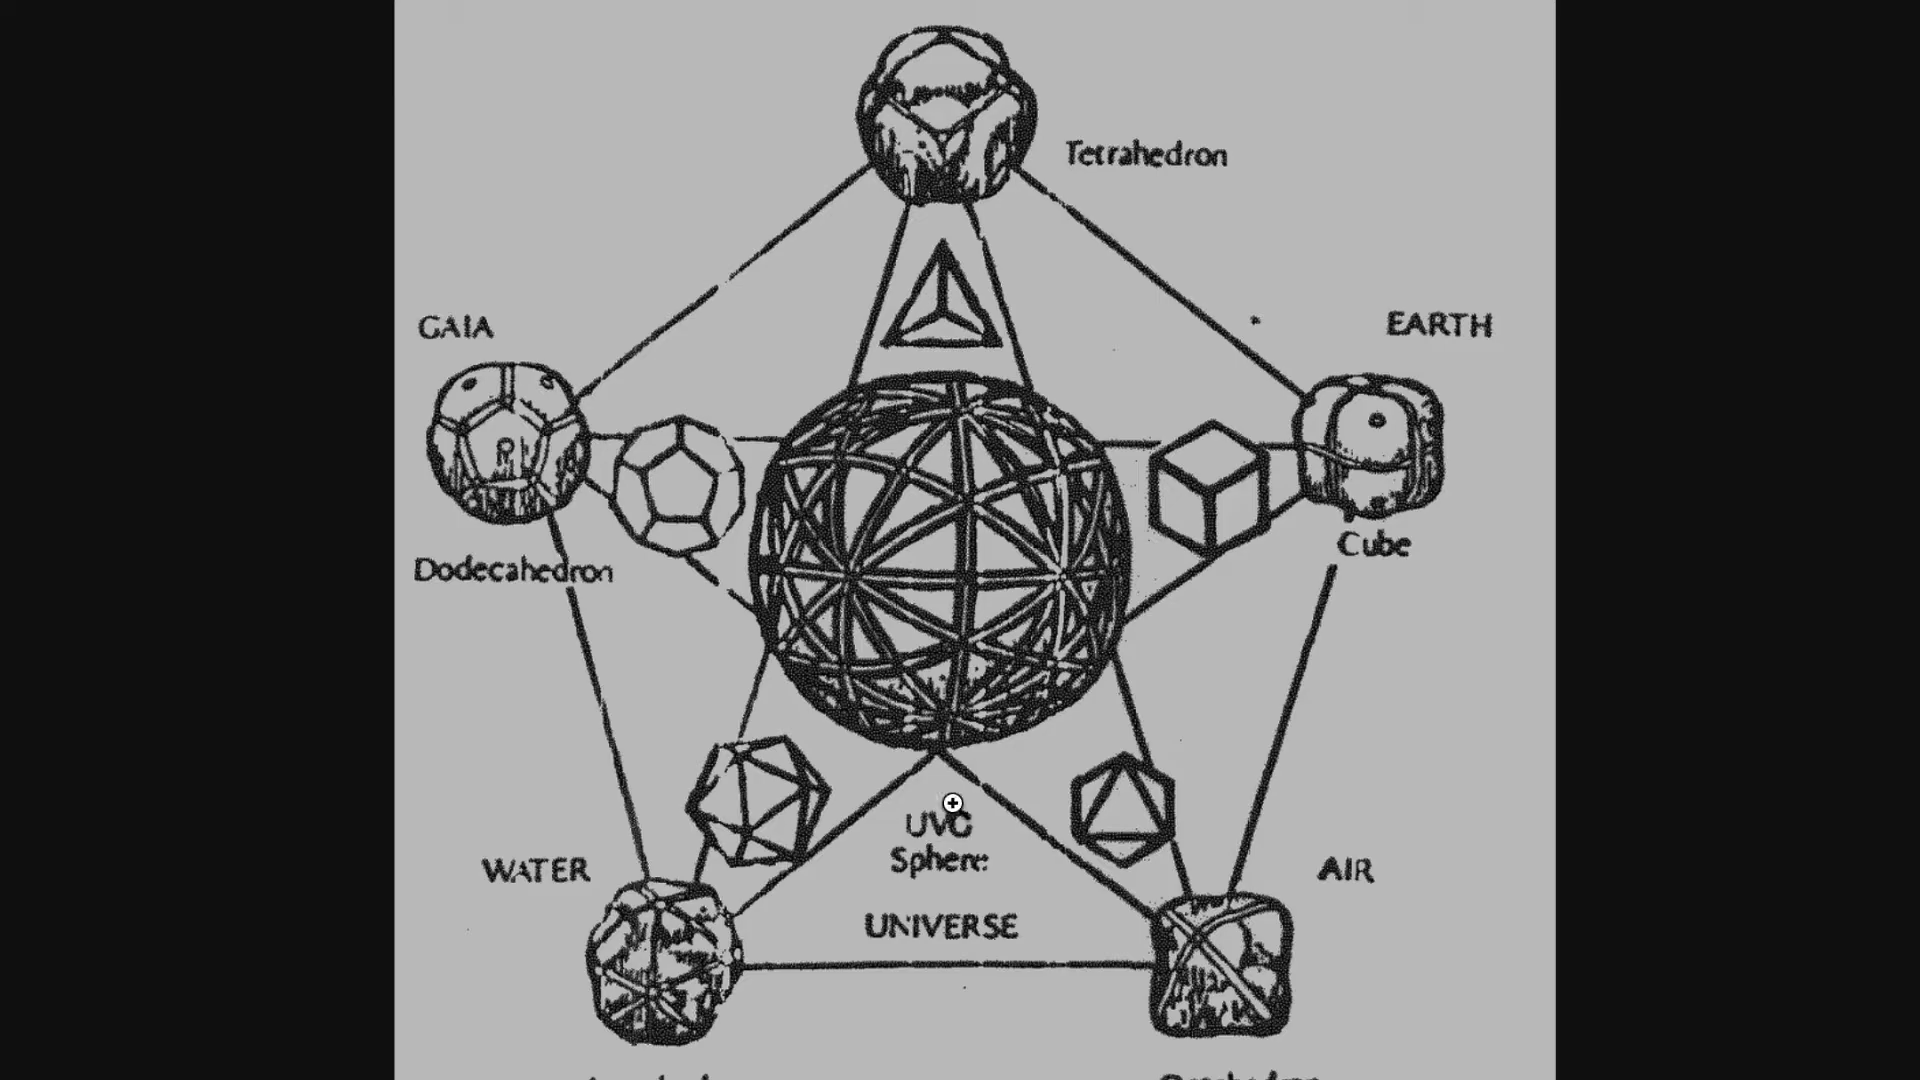 Tetrahedron
GAIA
EARTH
Cube
Dodecahedron
UVG
Sphere
WATER
AIR
UNIVERSE